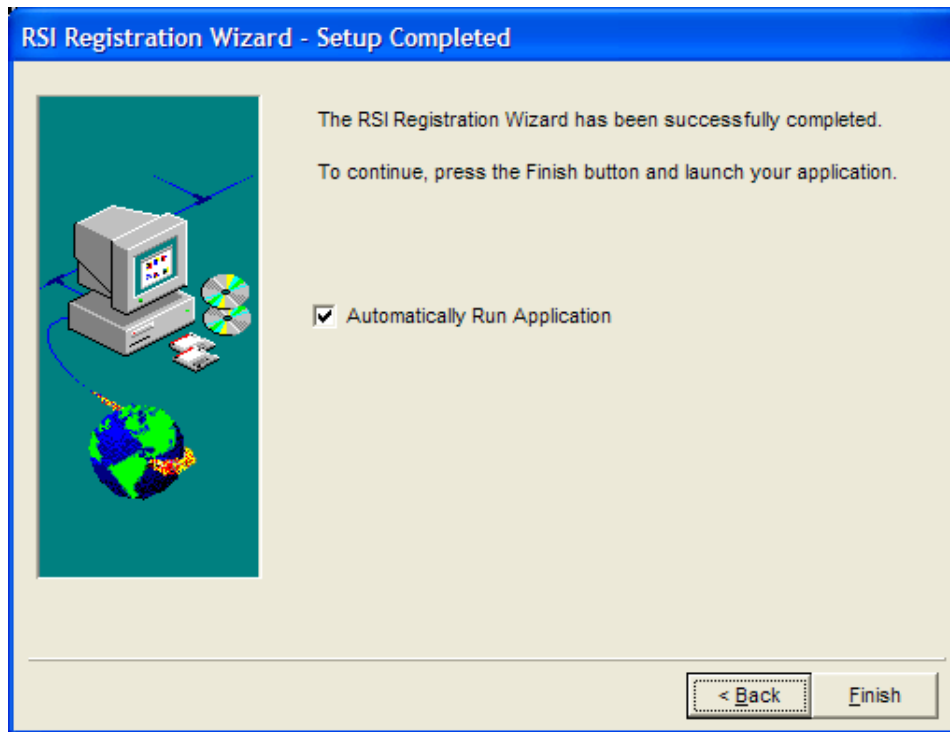 RSI Registration Wizard - Setup Completed
The RSI Registration Wizard has been successfully completed.
To continue, press the Finish button and launch your application.
Automatically Run Application
< Back Finish